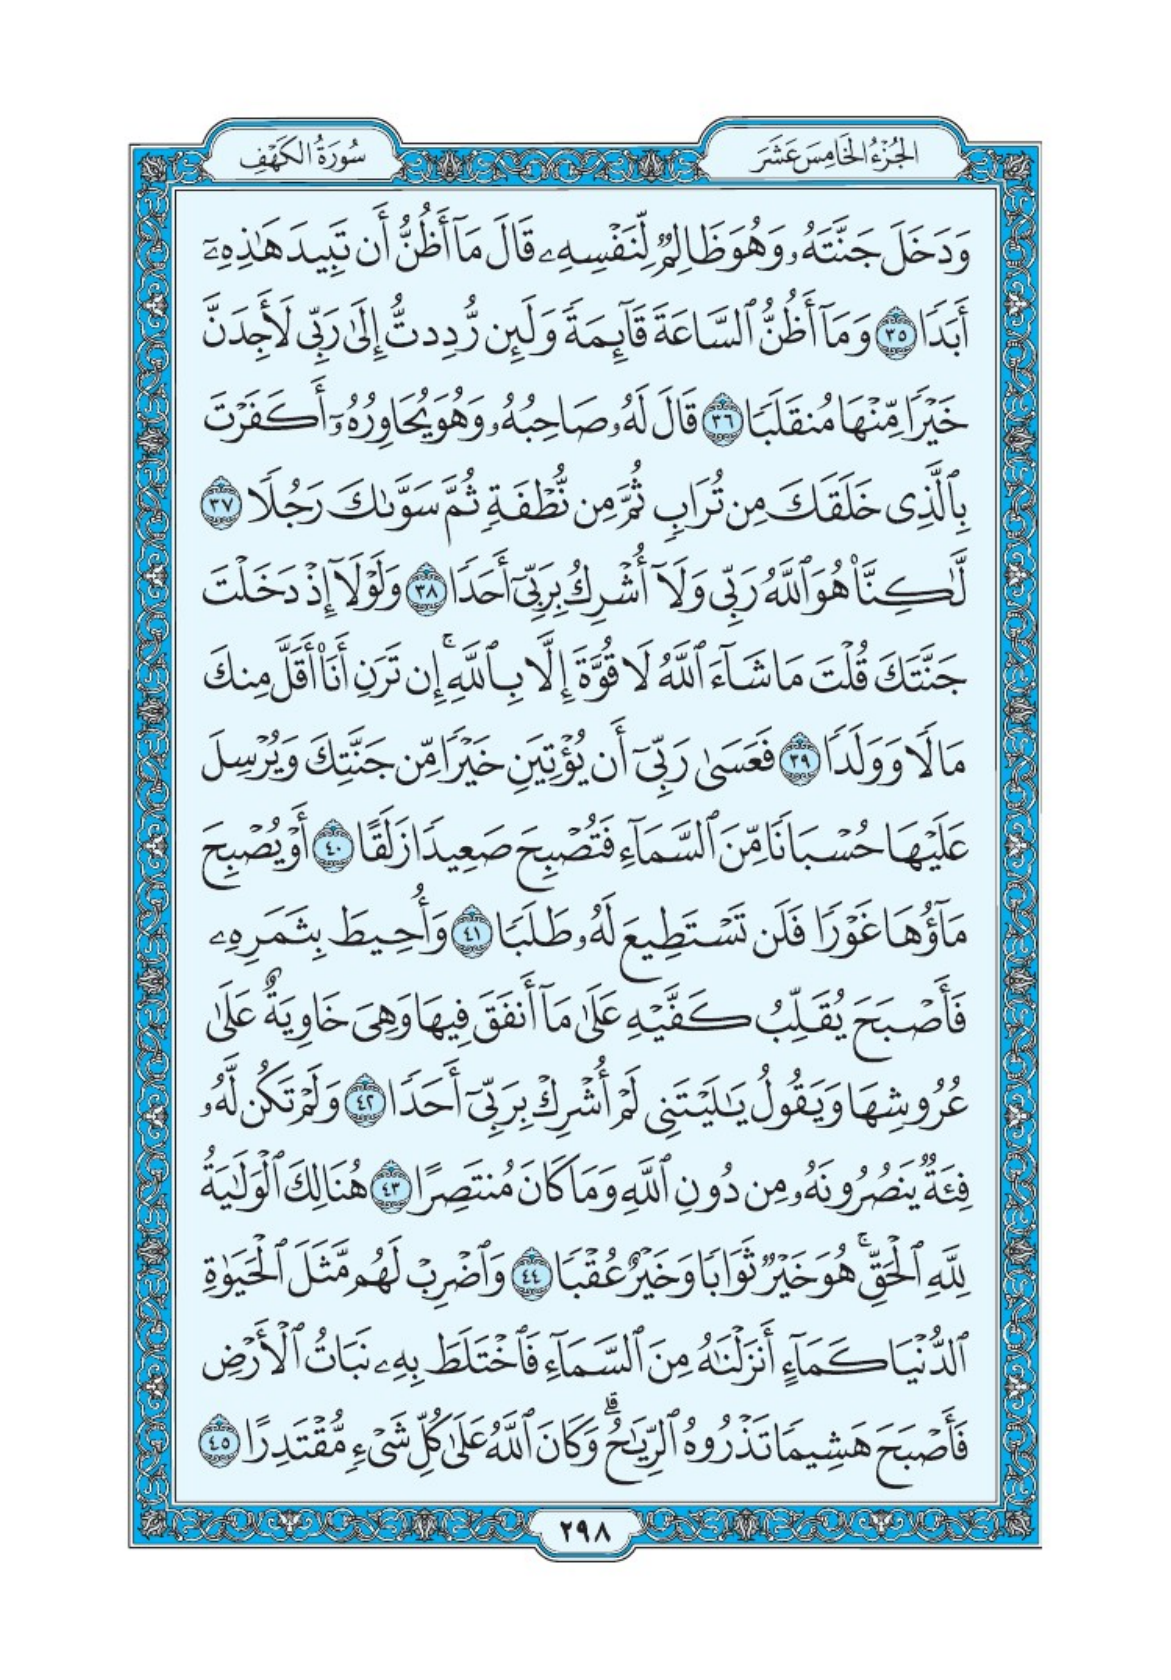 الجُزْءُ الخَامِسَ عَشَرَ
سُورَةُ الكَهْفِ
وَدَخَلَ جَنَّتَهُۥ وَهُوَ ظَالِمٌ لِّنَفْسِهِۦ قَالَ مَآ أَظُنُّ أَن تَبِيدَ هَٰذِهِۦٓ
أَبَدًا ٣٥ وَمَآ أَظُنُّ ٱلسَّاعَةَ قَآئِمَةً وَلَئِن رُّدِدتُّ إِلَىٰ رَبِّى لَأَجِدَنَّ
خَيْرًا مِّنْهَا مُنقَلَبًا ٣٦ قَالَ لَهُۥ صَاحِبُهُۥ وَهُوَ يُحَاوِرُهُۥٓ أَكَفَرْتَ
بِٱلَّذِى خَلَقَكَ مِن تُرَابٍ ثُمَّ مِن نُّطْفَةٍ ثُمَّ سَوَّىٰكَ رَجُلًا ٣٧
لَّٰكِنَّا۠ هُوَ ٱللَّهُ رَبِّى وَلَآ أُشْرِكُ بِرَبِّىٓ أَحَدًا ٣٨ وَلَوْلَآ إِذْ دَخَلْتَ
جَنَّتَكَ قُلْتَ مَا شَآءَ ٱللَّهُ لَا قُوَّةَ إِلَّا بِٱللَّهِ ۚ إِن تَرَنِ أَنَا۠ أَقَلَّ مِنكَ
مَالًا وَوَلَدًا ٣٩ فَعَسَىٰ رَبِّىٓ أَن يُؤْتِيَنِ خَيْرًا مِّن جَنَّتِكَ وَيُرْسِلَ
عَلَيْهَا حُسْبَانًا مِّنَ ٱلسَّمَآءِ فَتُصْبِحَ صَعِيدًا زَلَقًا ٤٠ أَوْ يُصْبِحَ
مَآؤُهَا غَوْرًا فَلَن تَسْتَطِيعَ لَهُۥ طَلَبًا ٤١ وَأُحِيطَ بِثَمَرِهِۦ
فَأَصْبَحَ يُقَلِّبُ كَفَّيْهِ عَلَىٰ مَآ أَنفَقَ فِيهَا وَهِىَ خَاوِيَةٌ عَلَىٰ
عُرُوشِهَا وَيَقُولُ يَٰلَيْتَنِى لَمْ أُشْرِكْ بِرَبِّىٓ أَحَدًا ٤٢ وَلَمْ تَكُن لَّهُۥ
فِئَةٌ يَنصُرُونَهُۥ مِن دُونِ ٱللَّهِ وَمَا كَانَ مُنتَصِرًا ٤٣ هُنَالِكَ ٱلْوَلَٰيَةُ
لِلَّهِ ٱلْحَقِّ ۚ هُوَ خَيْرٌ ثَوَابًا وَخَيْرٌ عُقْبًا ٤٤ وَٱضْرِبْ لَهُم مَّثَلَ ٱلْحَيَوٰةِ
ٱلدُّنْيَا كَمَآءٍ أَنزَلْنَٰهُ مِنَ ٱلسَّمَآءِ فَٱخْتَلَطَ بِهِۦ نَبَاتُ ٱلْأَرْضِ
فَأَصْبَحَ هَشِيمًا تَذْرُوهُ ٱلرِّيَٰحُ ۗ وَكَانَ ٱللَّهُ عَلَىٰ كُلِّ شَىْءٍ مُّقْتَدِرًا ٤٥
٢٩٨